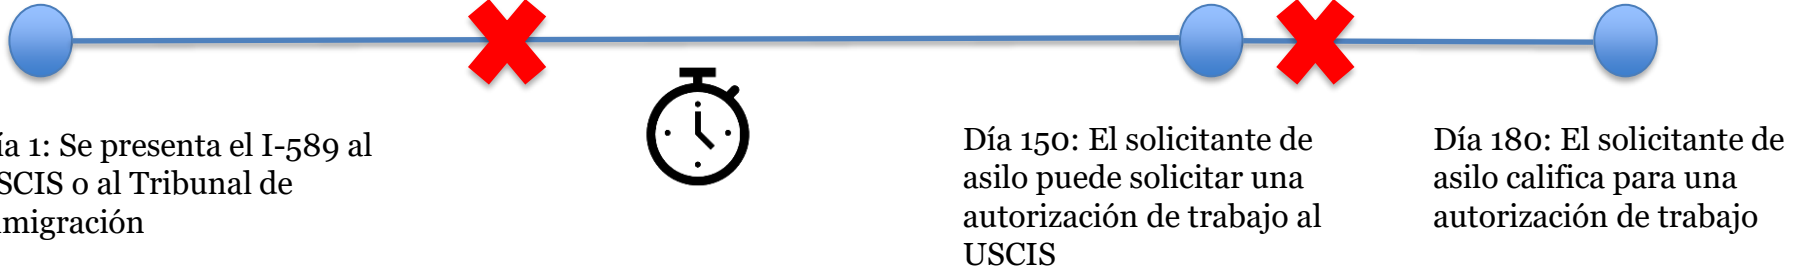 ía 1: Se presenta el I-589 al
SCIS o al Tribunal de
migración
Día 150: El solicitante de
asilo puede solicitar una
autorización de trabajo al
USCIS
Día 180: El solicitante de
asilo califica para una
autorización de trabajo